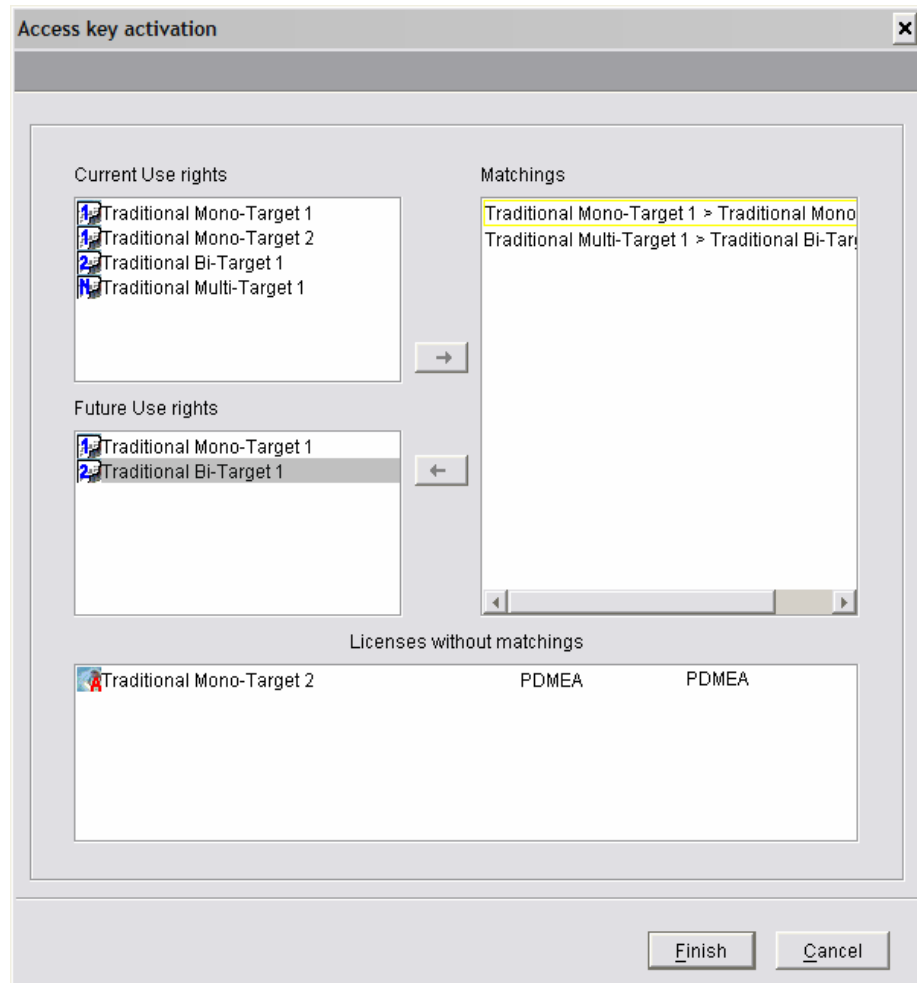 Access key activation
Current Use rights
Traditional Mono-Target 1
Traditional Mono-Target 2
Traditional Bi-Target 1
Traditional Multi-Target 1
Matchings
Traditional Mono-Target 1 > Traditional Mono
Traditional Multi-Target 1 > Traditional Bi-Targ
Future Use rights
Traditional Mono-Target 1
Traditional Bi-Target 1
Licenses without matchings
Traditional Mono-Target 2 PDMEA PDMEA
Finish Cancel